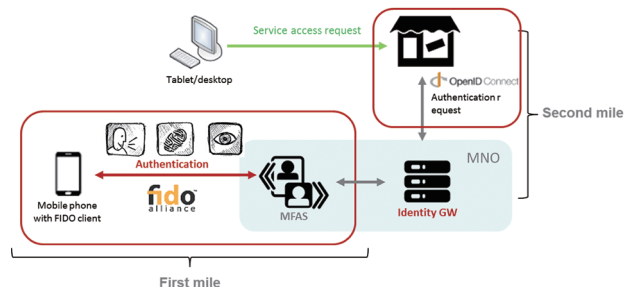 Service access request
Tablet/desktop
OpenID Connect
Authentication r
equest
Second mile
MNO
Authentication
fido
alliance
Mobile phone
with FIDO client
MFAS
Identity GW
First mile